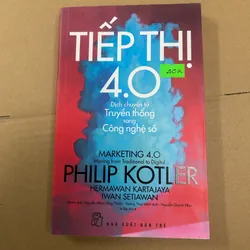 TIẾP THỊ
4.0
20K
Dịch chuyển từ
Truyền thống
sang
Công nghệ số
MARKETING 4.0
Moving from Traditional to Digital
PHILIP KOTLER
HERMAWAN KARTAJAYA
IWAN SETIAWAN
NHÀ XUẤT BẢN TRẺ